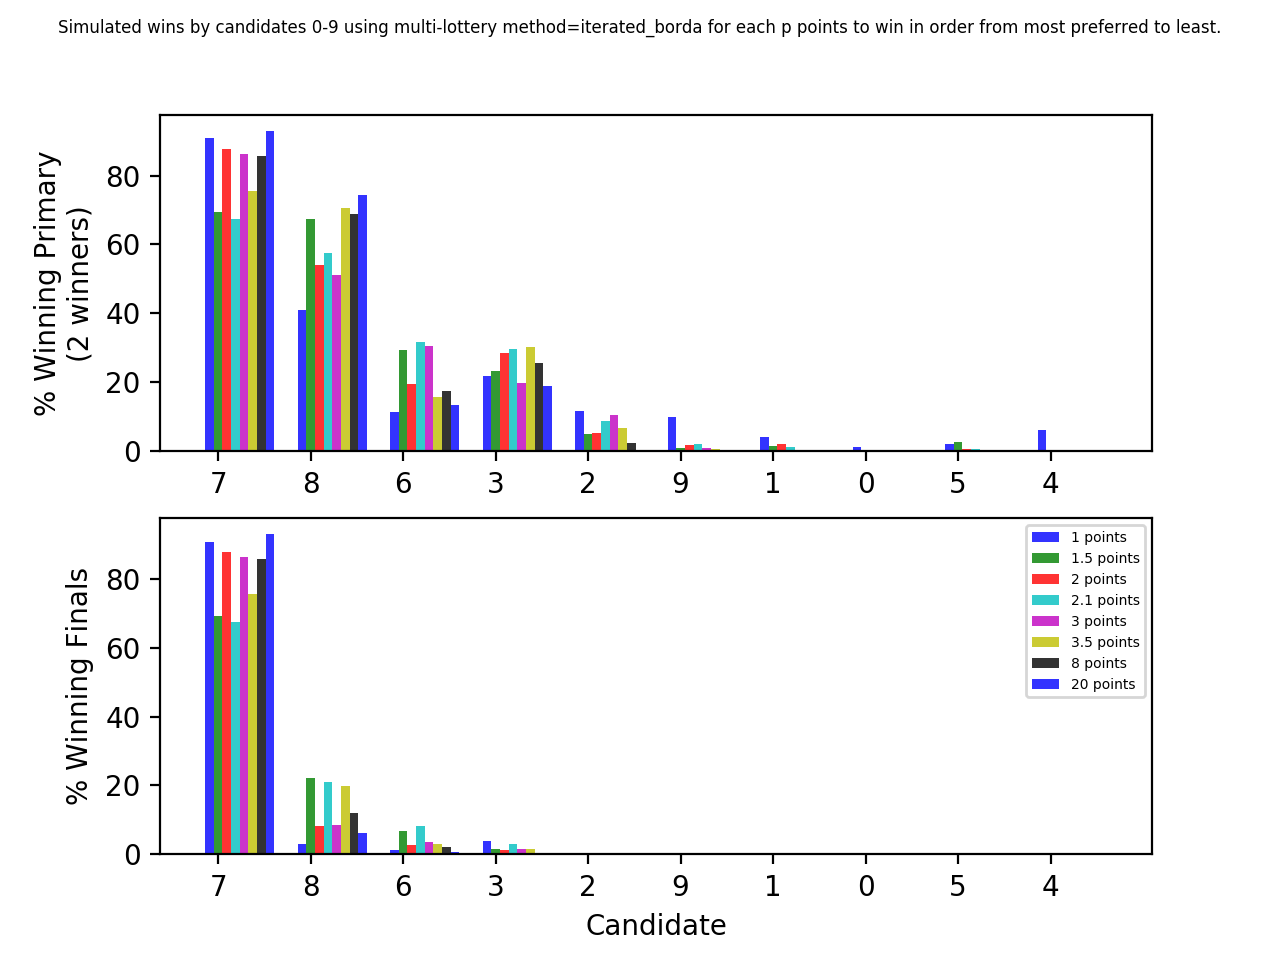 Simulated wins by candidates 0-9 using multi-lottery method=iterated_borda for each p points to win in order from most preferred to least.
% Winning Primary
(2 winners)
80
60
40
20
0
7 8 6 3 2 9 1 0 5 4
% Winning Finals
80
60
40
20
0
1 points
1.5 points
2 points
2.1 points
3 points
3.5 points
8 points
20 points
7 8 6 3 2 9 1 0 5 4
Candidate